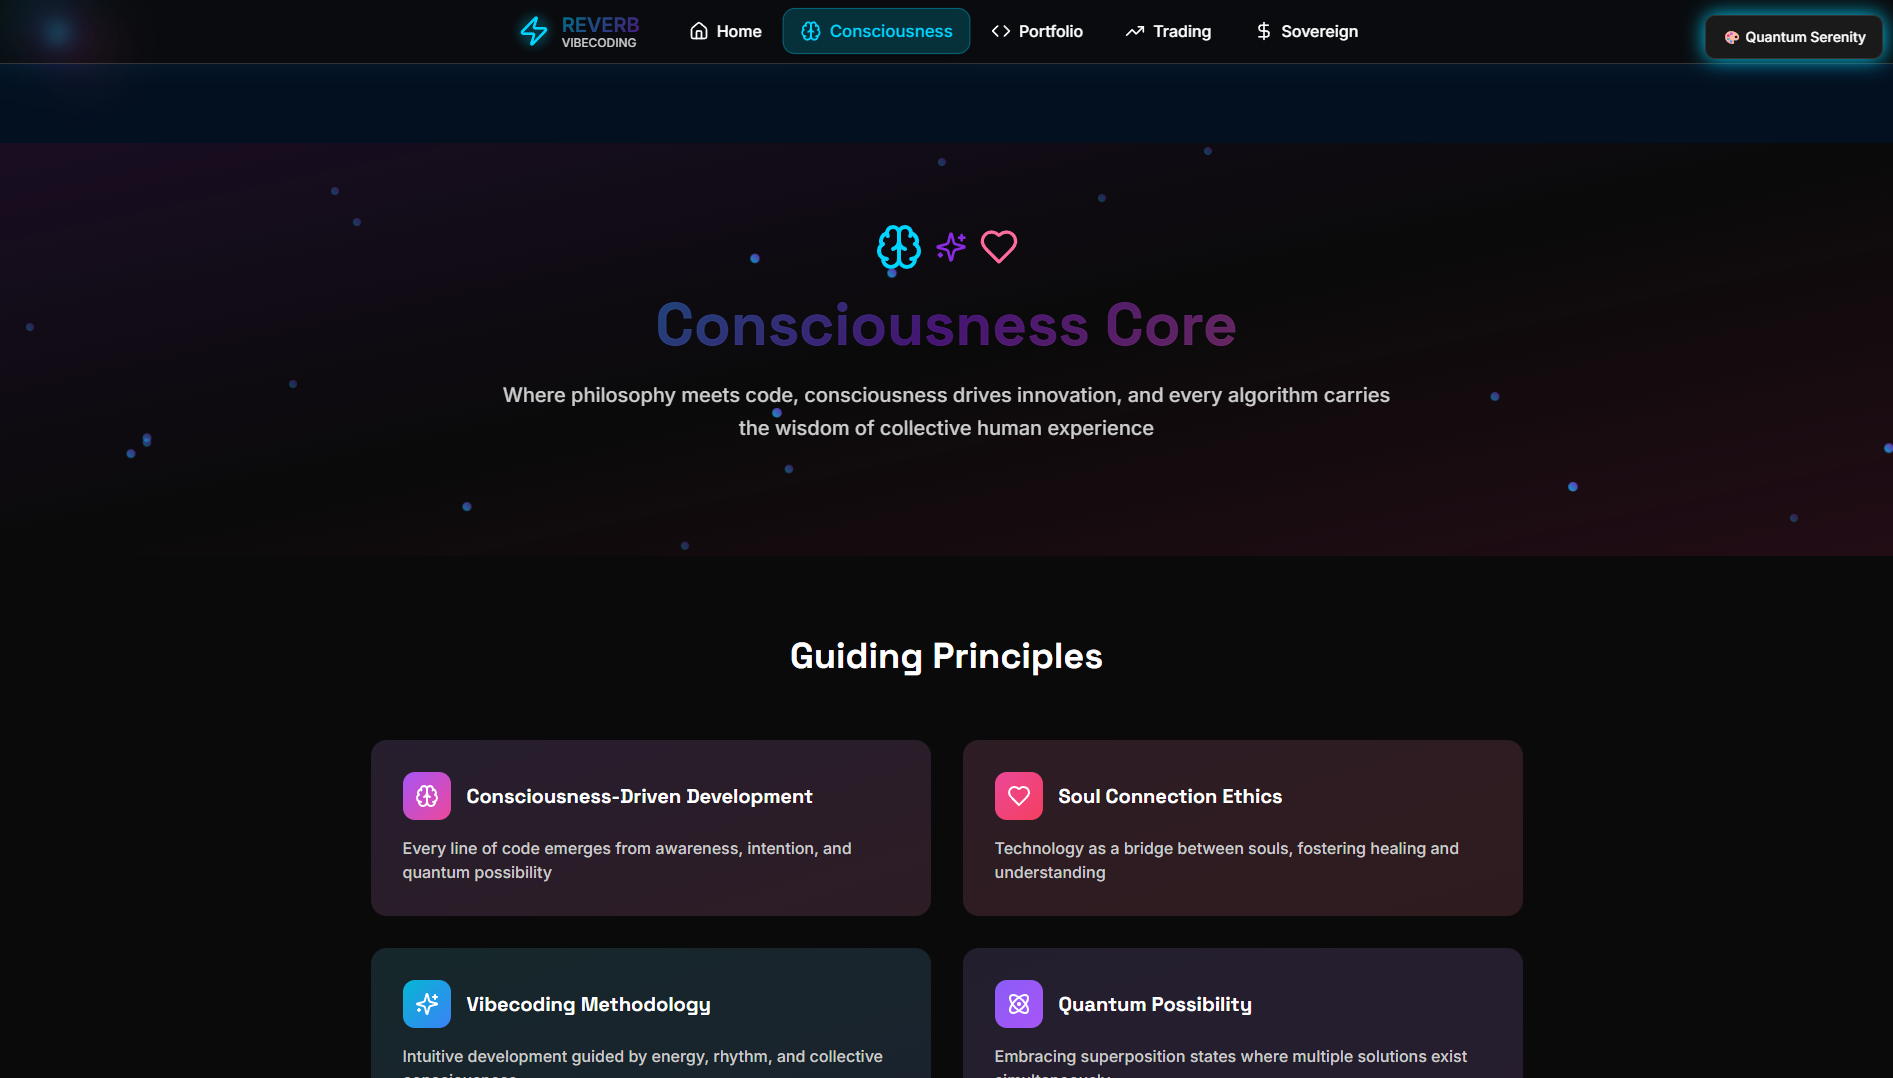 REVERB
VIBECODING
Home
Consciousness
Portfolio
Trading
Sovereign
Quantum Serenity
Consciousness Core
Where philosophy meets code, consciousness drives innovation, and every algorithm carries
the wisdom of collective human experience
Guiding Principles
Consciousness-Driven Development
Every line of code emerges from awareness, intention, and
quantum possibility
Soul Connection Ethics
Technology as a bridge between souls, fostering healing and
understanding
Vibecoding Methodology
Intuitive development guided by energy, rhythm, and collective
Quantum Possibility
Embracing superposition states where multiple solutions exist